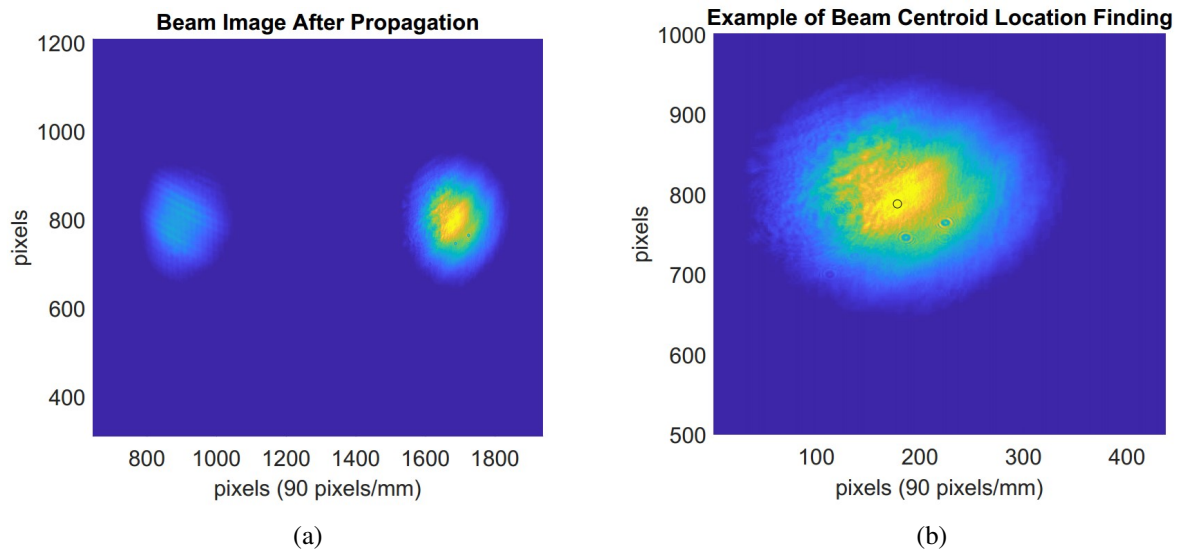 Beam Image After Propagation
1200
1000
800
600
400
pixels
800 1000 1200 1400 1600 1800
pixels (90 pixels/mm)
(a)
Example of Beam Centroid Location Finding
1000
900
800
700
600
500
pixels
100 200 300 400
pixels (90 pixels/mm)
(b)